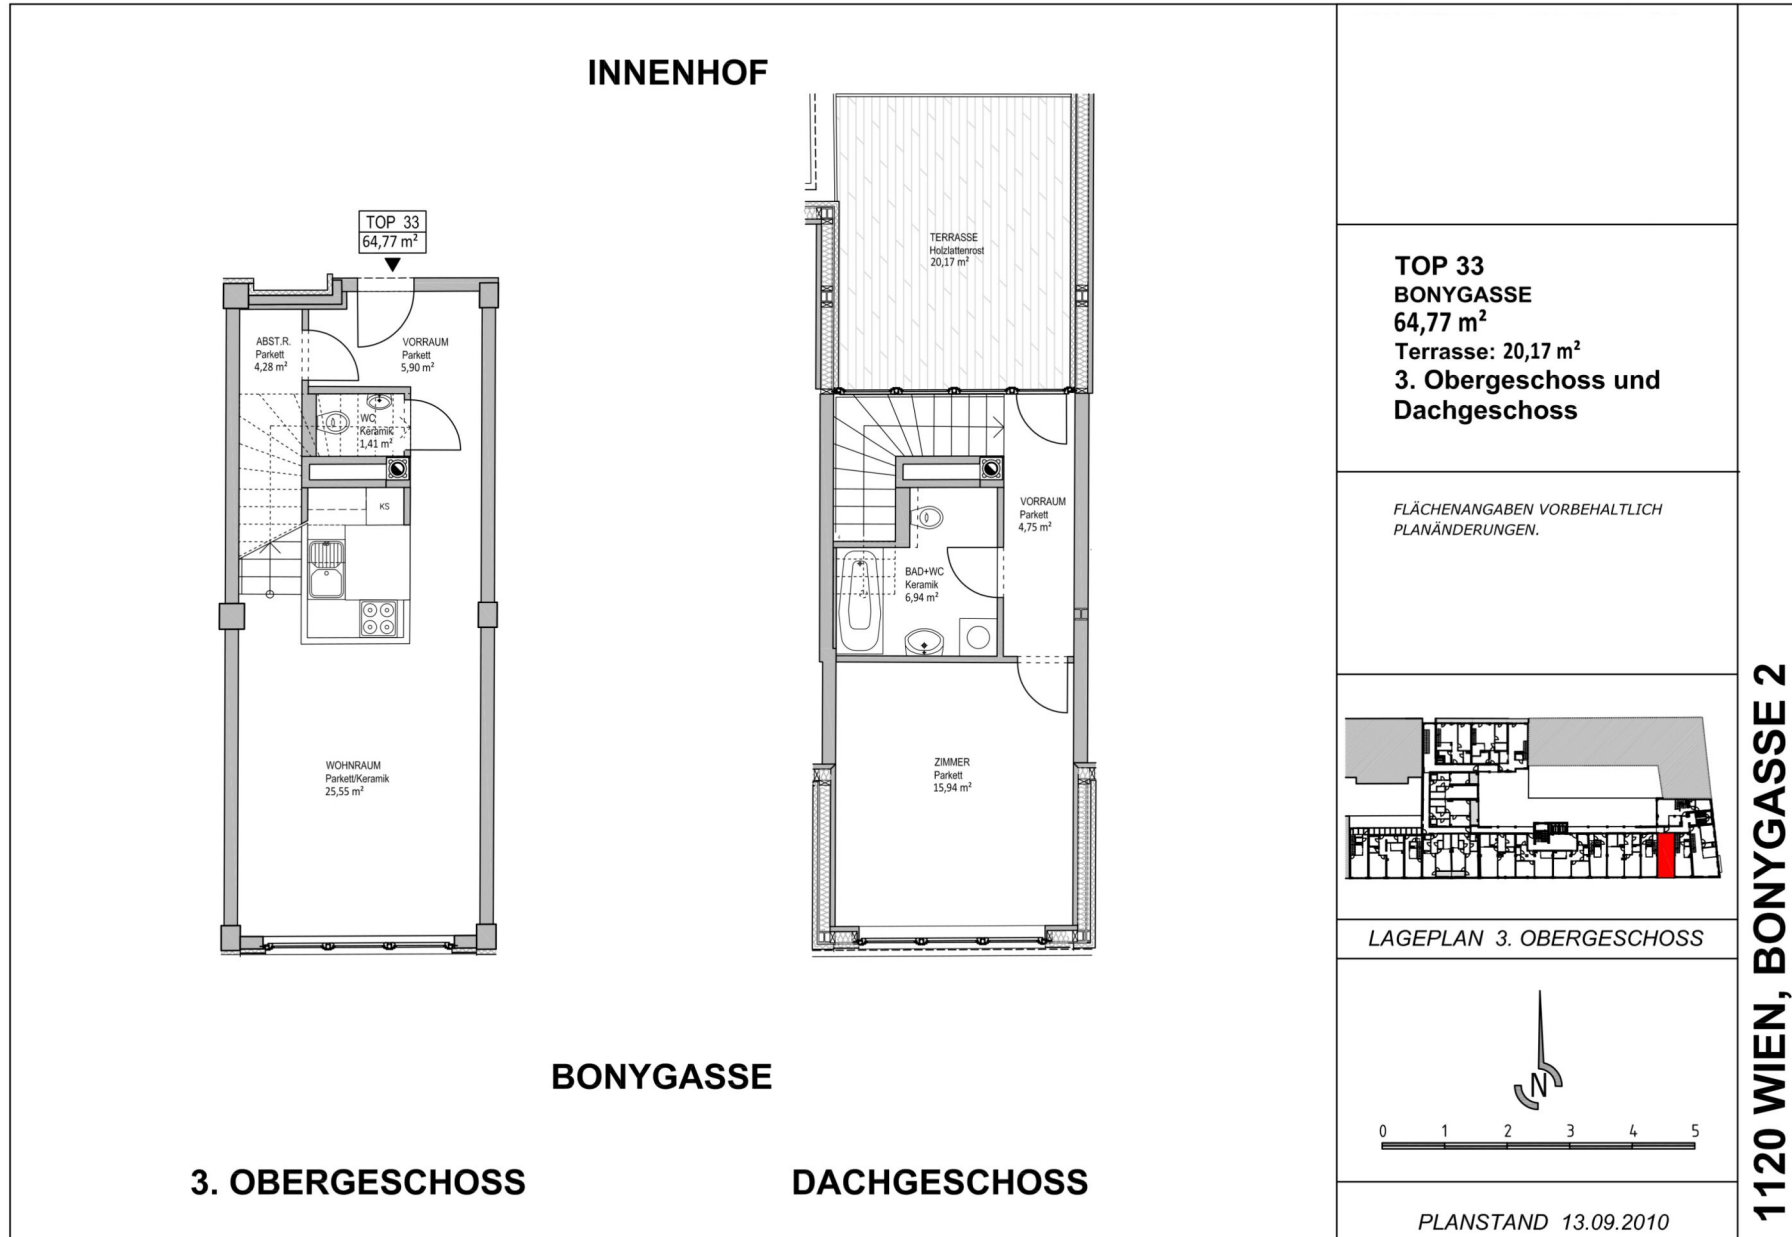 INNENHOF
TOP 33
64,77 m²
ABST.R.
Parkett
4,28 m²
VORRAUM
Parkett
5,90 m²
WC
Keramik
1,41 m²
KS
WOHNRAUM
Parkett/Keramik
25,55 m²
TERRASSE
Holzlattenrost
20,17 m²
VORRAUM
Parkett
4,75 m²
BAD+WC
Keramik
6,94 m²
ZIMMER
Parkett
15,94 m²
BONYGASSE
3. OBERGESCHOSS
DACHGESCHOSS
TOP 33
BONYGASSE
64,77 m²
Terrasse: 20,17 m²
3. Obergeschoss und
Dachgeschoss
FLÄCHENANGABEN VORBEHALTLICH
PLANÄNDERUNGEN.
LAGEPLAN 3. OBERGESCHOSS
N
0 1 2 3 4 5
PLANSTAND 13.09.2010
1120 WIEN, BONYGASSE 2